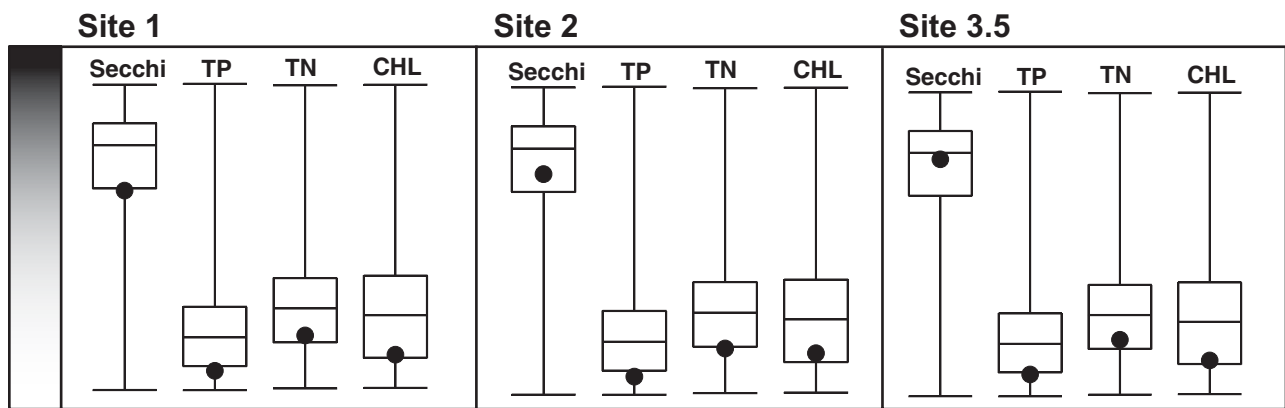 Site 1 Site 2 Site 3.5
Secchi TP TN CHL Secchi TP TN CHL Secchi TP TN CHL